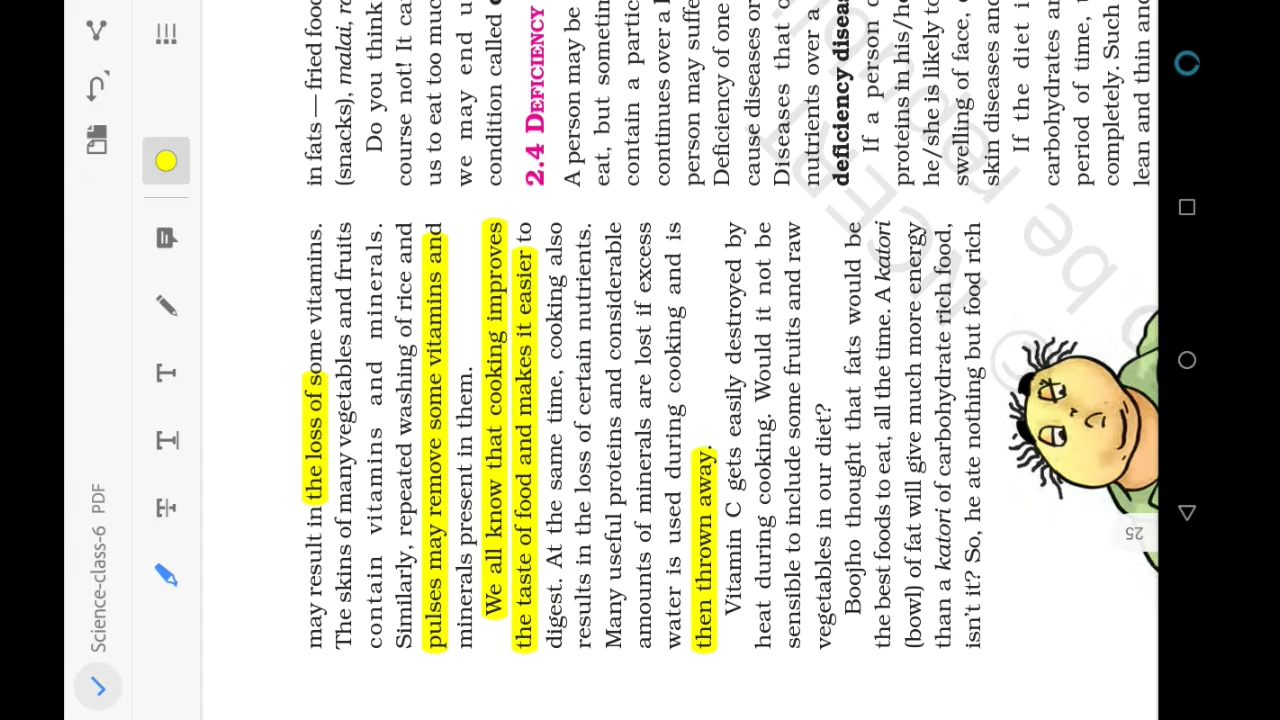 Science-class-6 PDF
may result in the loss of some vitamins.
The skins of many vegetables and fruits
contain vitamins and minerals.
Similarly, repeated washing of rice and
pulses may remove some vitamins and
minerals present in them.
We all know that cooking improves
the taste of food and makes it easier to
digest. At the same time, cooking also
results in the loss of certain nutrients.
Many useful proteins and considerable
amounts of minerals are lost if excess
water is used during cooking and is
then thrown away.
Vitamin C gets easily destroyed by
heat during cooking. Would it not be
sensible to include some fruits and raw
vegetables in our diet?
Boojho thought that fats would be
the best foods to eat, all the time. A katori
(bowl) of fat will give much more energy
than a katori of carbohydrate rich food,
isn't it? So, he ate nothing but food rich
in fats — fried food
(snacks), malai,
Do you think
course not! It ca
us to eat too muc
we may end u
condition called
2.4 DEFICIENCY
A person may be
eat, but sometim
contain a partic
continues over a
person may suffe
Deficiency of one
cause diseases or
Diseases that o
nutrients over a
deficiency diseas
If a person
proteins in his/he
he/she is likely to
swelling of face,
skin diseases and
If the diet i
carbohydrates an
period of time,
completely. Such
lean and thin and
25
© NCERT
be republi